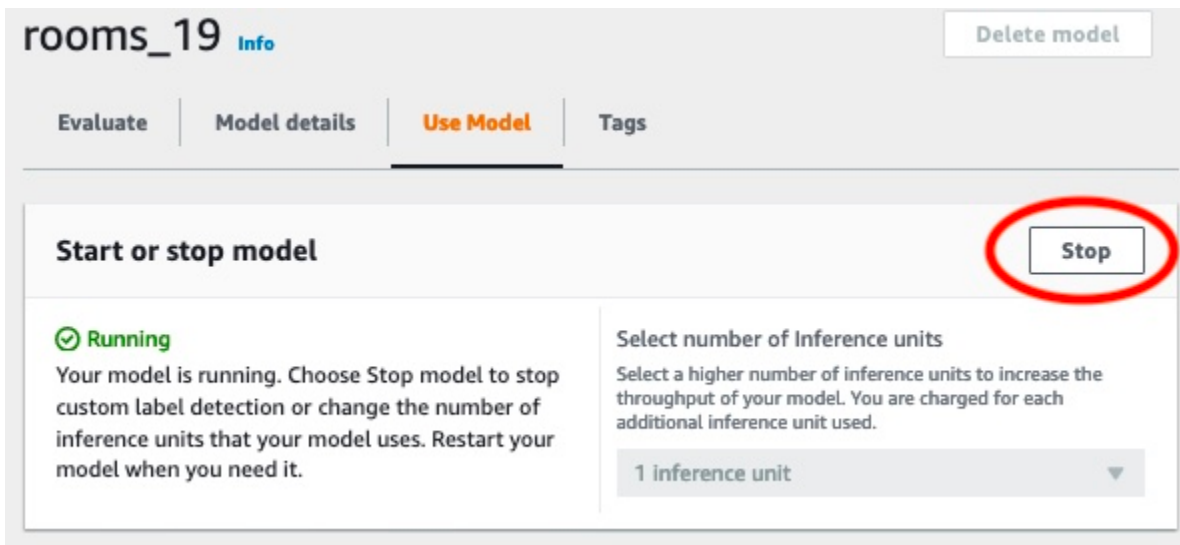 rooms_19 Info
Delete model
Evaluate
Model details
Use Model
Tags
Start or stop model
Stop
Running
Your model is running. Choose Stop model to stop
custom label detection or change the number of
inference units that your model uses. Restart your
model when you need it.
Select number of Inference units
Select a higher number of inference units to increase the
throughput of your model. You are charged for each
additional inference unit used.
1 inference unit